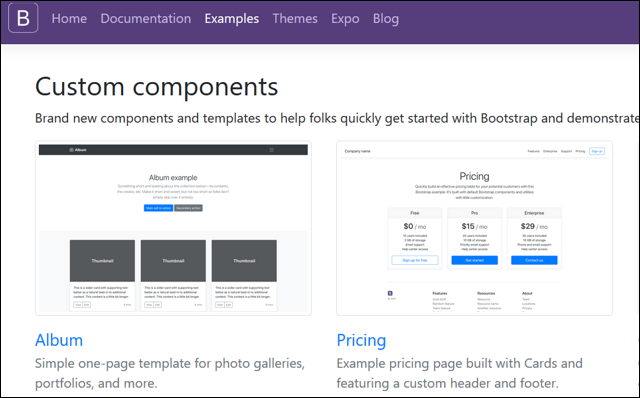 B Home Documentation Examples Themes Expo Blog
Custom components
Brand new components and templates to help folks quickly get started with Bootstrap and demonstrate
Album
Album example
Something short and leading about the collection below—its contents,
the creator, etc. Make it short and sweet, but not too short so folks don't
simply skip over it entirely.
Main call to action Secondary action
Thumbnail Thumbnail Thumbnail
This is a wider card with supporting text This is a wider card with supporting text This is a wider card with supporting text
below as a natural lead-in to additional below as a natural lead-in to additional below as a natural lead-in to additional
content. This content is a little bit longer. content. This content is a little bit longer. content. This content is a little bit longer.
View Edit View Edit View Edit
Company name Features Enterprise Support Pricing Sign up
Pricing
Quickly build an effective pricing table for your potential customers with this
Bootstrap example. It's built with default Bootstrap components and utilities
with little customization.
Free Pro Enterprise
$0 / mo $15 / mo $29 / mo
10 users included 20 users included 30 users included
2 GB of storage 10 GB of storage 15 GB of storage
Email support Priority email support Phone and email support
Help center access Help center access Help center access
Sign up for free Get started Contact us
Features Resources About
Cool stuff Resource Team
Random feature Resource name Locations
Team feature Another resource Privacy
Album
Simple one-page template for photo galleries,
portfolios, and more.
Pricing
Example pricing page built with Cards and
featuring a custom header and footer.